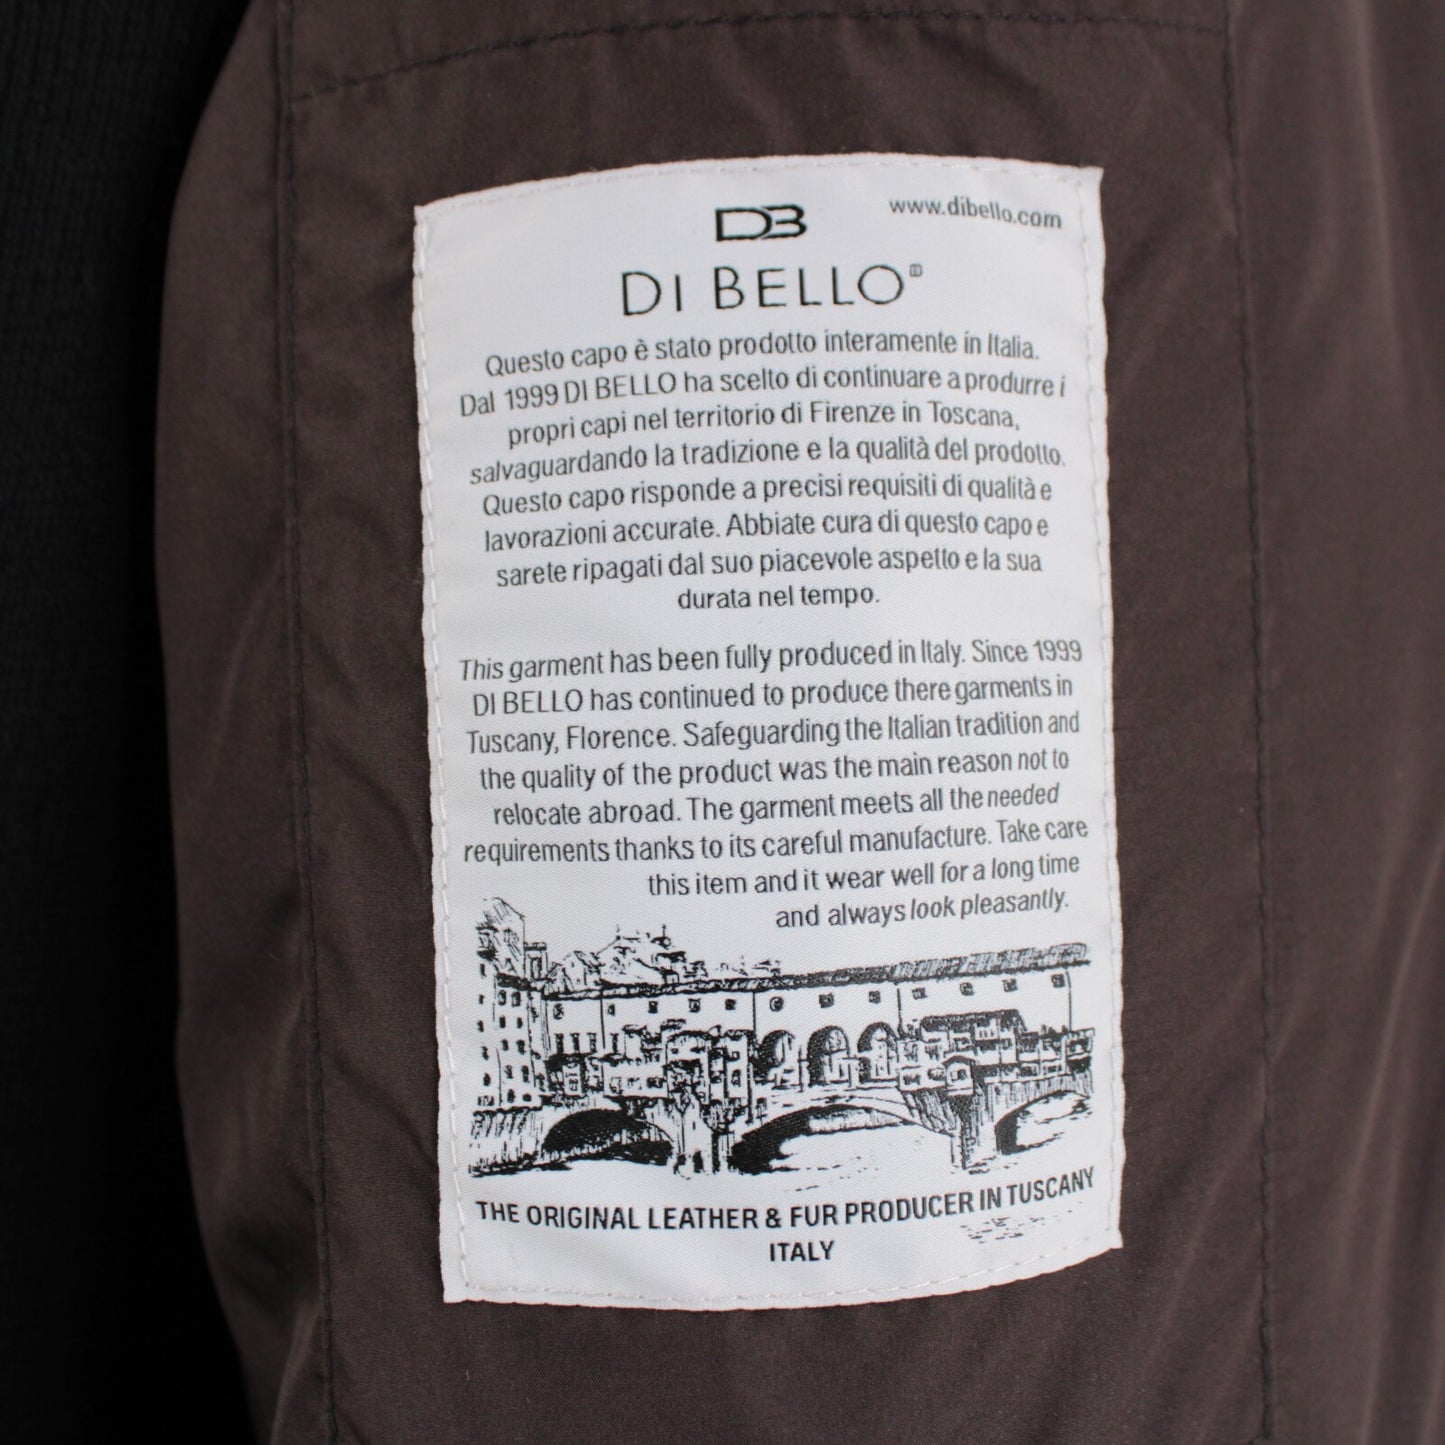 DB
www.dibello.com
DI BELLO®
Questo capo è stato prodotto interamente in Italia.
Dal 1999 DI BELLO ha scelto di continuare a produrre i
propri capi nel territorio di Firenze in Toscana,
salvaguardando la tradizione e la qualità del prodotto.
Questo capo risponde a precisi requisiti di qualità e
lavorazioni accurate. Abbiate cura di questo capo e
sarete ripagati dal suo piacevole aspetto e la sua
durata nel tempo.
This garment has been fully produced in Italy. Since 1999
DI BELLO has continued to produce there garments in
Tuscany, Florence. Safeguarding the Italian tradition and
the quality of the product was the main reason not to
relocate abroad. The garment meets all the needed
requirements thanks to its careful manufacture. Take care
this item and it wear well for a long time
and always look pleasantly.
THE ORIGINAL LEATHER & FUR PRODUCER IN TUSCANY
ITALY